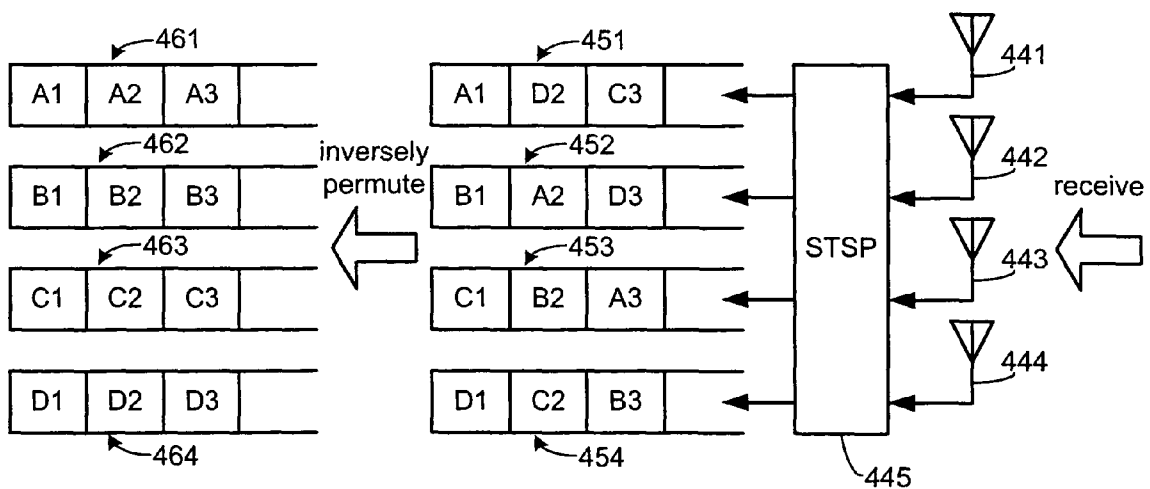 461 451
441
A1 A2 A3 A1 D2 C3
462 452
442
inversely
permute
receive
B1 B2 B3 B1 A2 D3
463 453
STSP
443
C1 C2 C3 C1 B2 A3
444
D1 D2 D3 D1 C2 B3
464 454 445